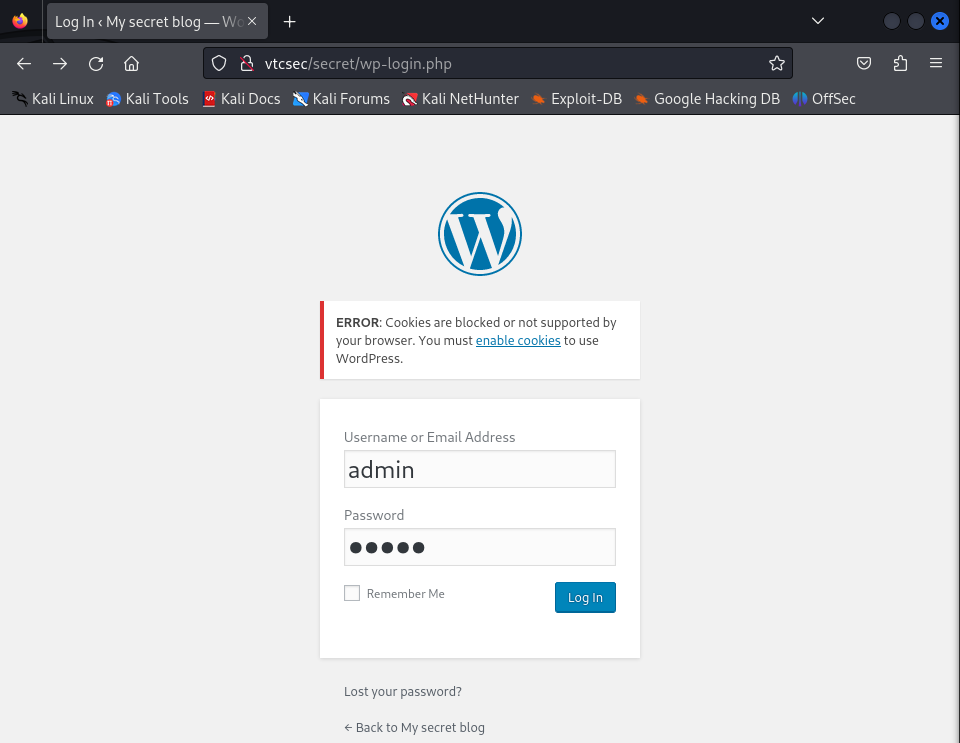 Log In ‹ My secret blog — Wo
vtcsec/secret/wp-login.php
Kali Linux Kali Tools Kali Docs Kali Forums Kali NetHunter Exploit-DB Google Hacking DB OffSec
ERROR: Cookies are blocked or not supported by
your browser. You must enable cookies to use
WordPress.
Username or Email Address
admin
Password
●●●●●
Remember Me
Log In
Lost your password?
← Back to My secret blog